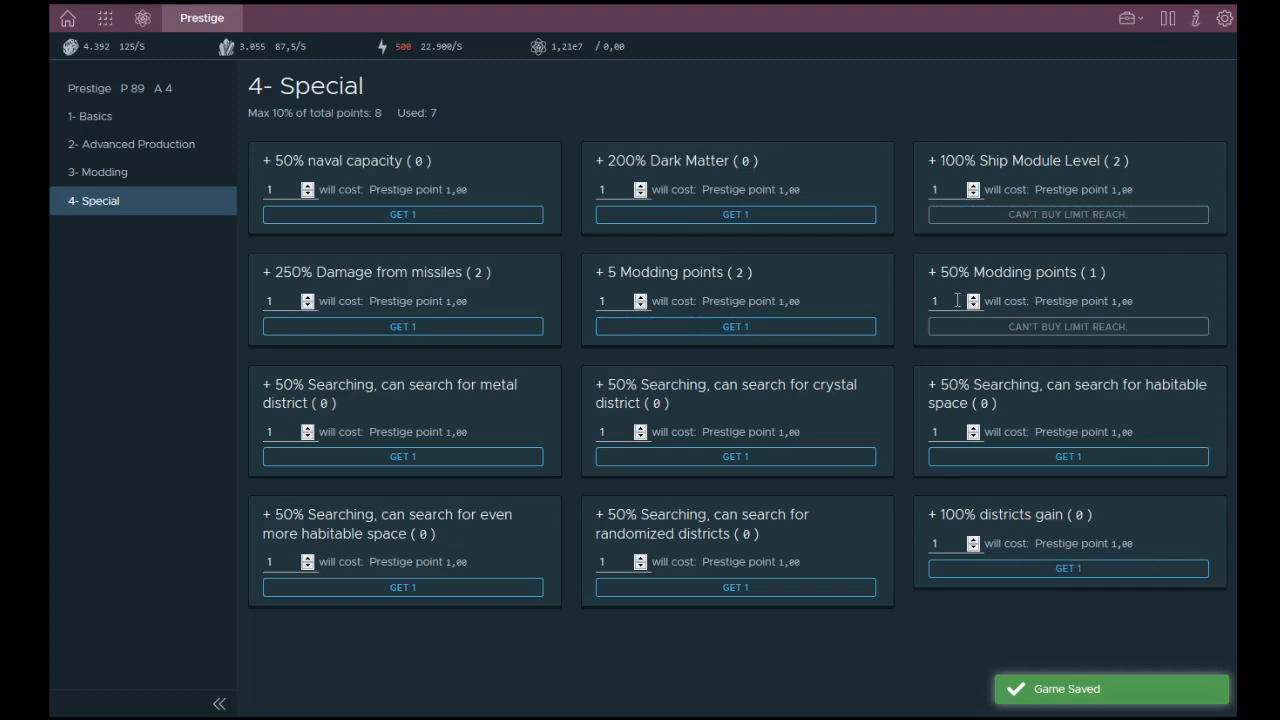 Prestige
4.392 125/S
3.055 87,5/S
500 22.900/S
1,21e7 / 0,00
Prestige P 89 A 4
1- Basics
2- Advanced Production
3- Modding
4- Special
4- Special
Max 10% of total points: 8 Used: 7
+ 50% naval capacity ( 0 )
1 will cost: Prestige point 1,00
GET 1
+ 200% Dark Matter ( 0 )
1 will cost: Prestige point 1,00
GET 1
+ 100% Ship Module Level ( 2 )
1 will cost: Prestige point 1,00
CAN'T BUY LIMIT REACH.
+ 250% Damage from missiles ( 2 )
1 will cost: Prestige point 1,00
GET 1
+ 5 Modding points ( 2 )
1 will cost: Prestige point 1,00
GET 1
+ 50% Modding points ( 1 )
1 will cost: Prestige point 1,00
CAN'T BUY LIMIT REACH.
+ 50% Searching, can search for metal
district ( 0 )
1 will cost: Prestige point 1,00
GET 1
+ 50% Searching, can search for crystal
district ( 0 )
1 will cost: Prestige point 1,00
GET 1
+ 50% Searching, can search for habitable
space ( 0 )
1 will cost: Prestige point 1,00
GET 1
+ 50% Searching, can search for even
more habitable space ( 0 )
1 will cost: Prestige point 1,00
GET 1
+ 50% Searching, can search for
randomized districts ( 0 )
1 will cost: Prestige point 1,00
GET 1
+ 100% districts gain ( 0 )
1 will cost: Prestige point 1,00
GET 1
Game Saved